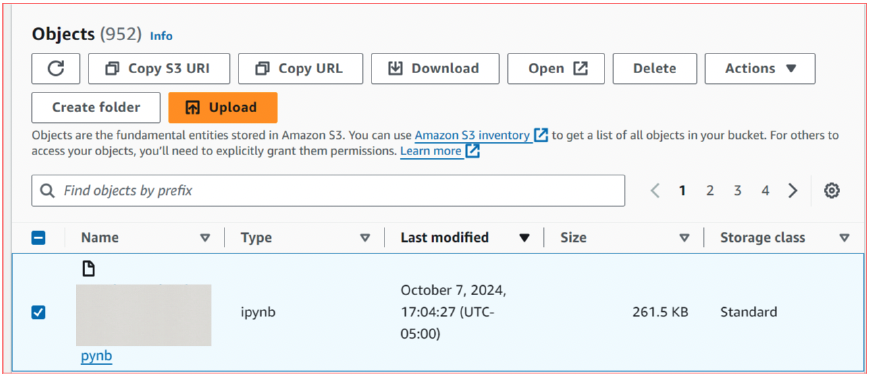 Objects (952) Info
Copy S3 URI Copy URL Download Open Delete Actions
Create folder Upload
Objects are the fundamental entities stored in Amazon S3. You can use Amazon S3 inventory to get a list of all objects in your bucket. For others to
access your objects, you'll need to explicitly grant them permissions. Learn more
Find objects by prefix 1 2 3 4
Name Type Last modified Size Storage class
October 7, 2024,
ipynb 17:04:27 (UTC- 261.5 KB Standard
05:00)
pynb